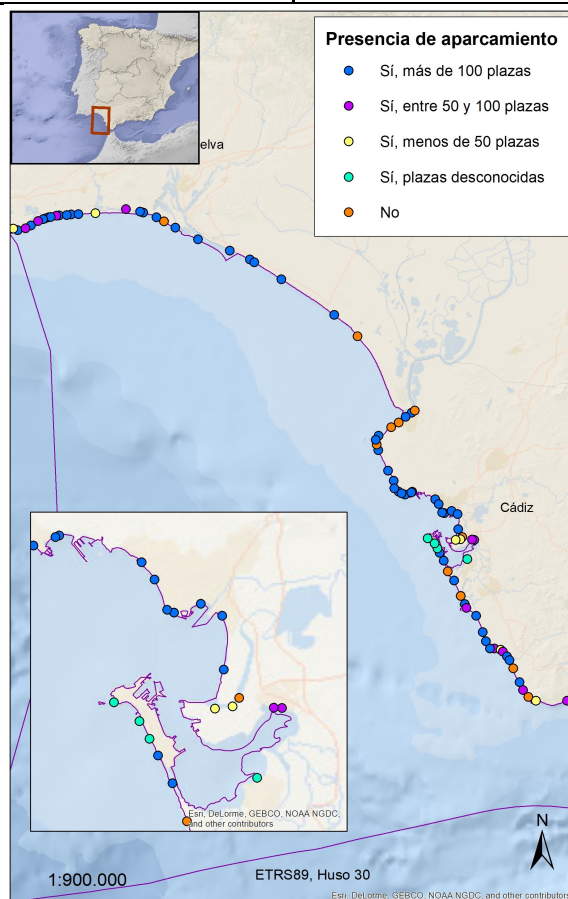 Presencia de aparcamiento
Sí, más de 100 plazas
Sí, entre 50 y 100 plazas
Sí, menos de 50 plazas
Sí, plazas desconocidas
No
elva
Cádiz
Esri, DeLorme, GEBCO, NOAA NGDC,
and other contributors
N
1:900.000
ETRS89, Huso 30
Esri, DeLorme, GEBCO, NOAA NGDC, and other contributors